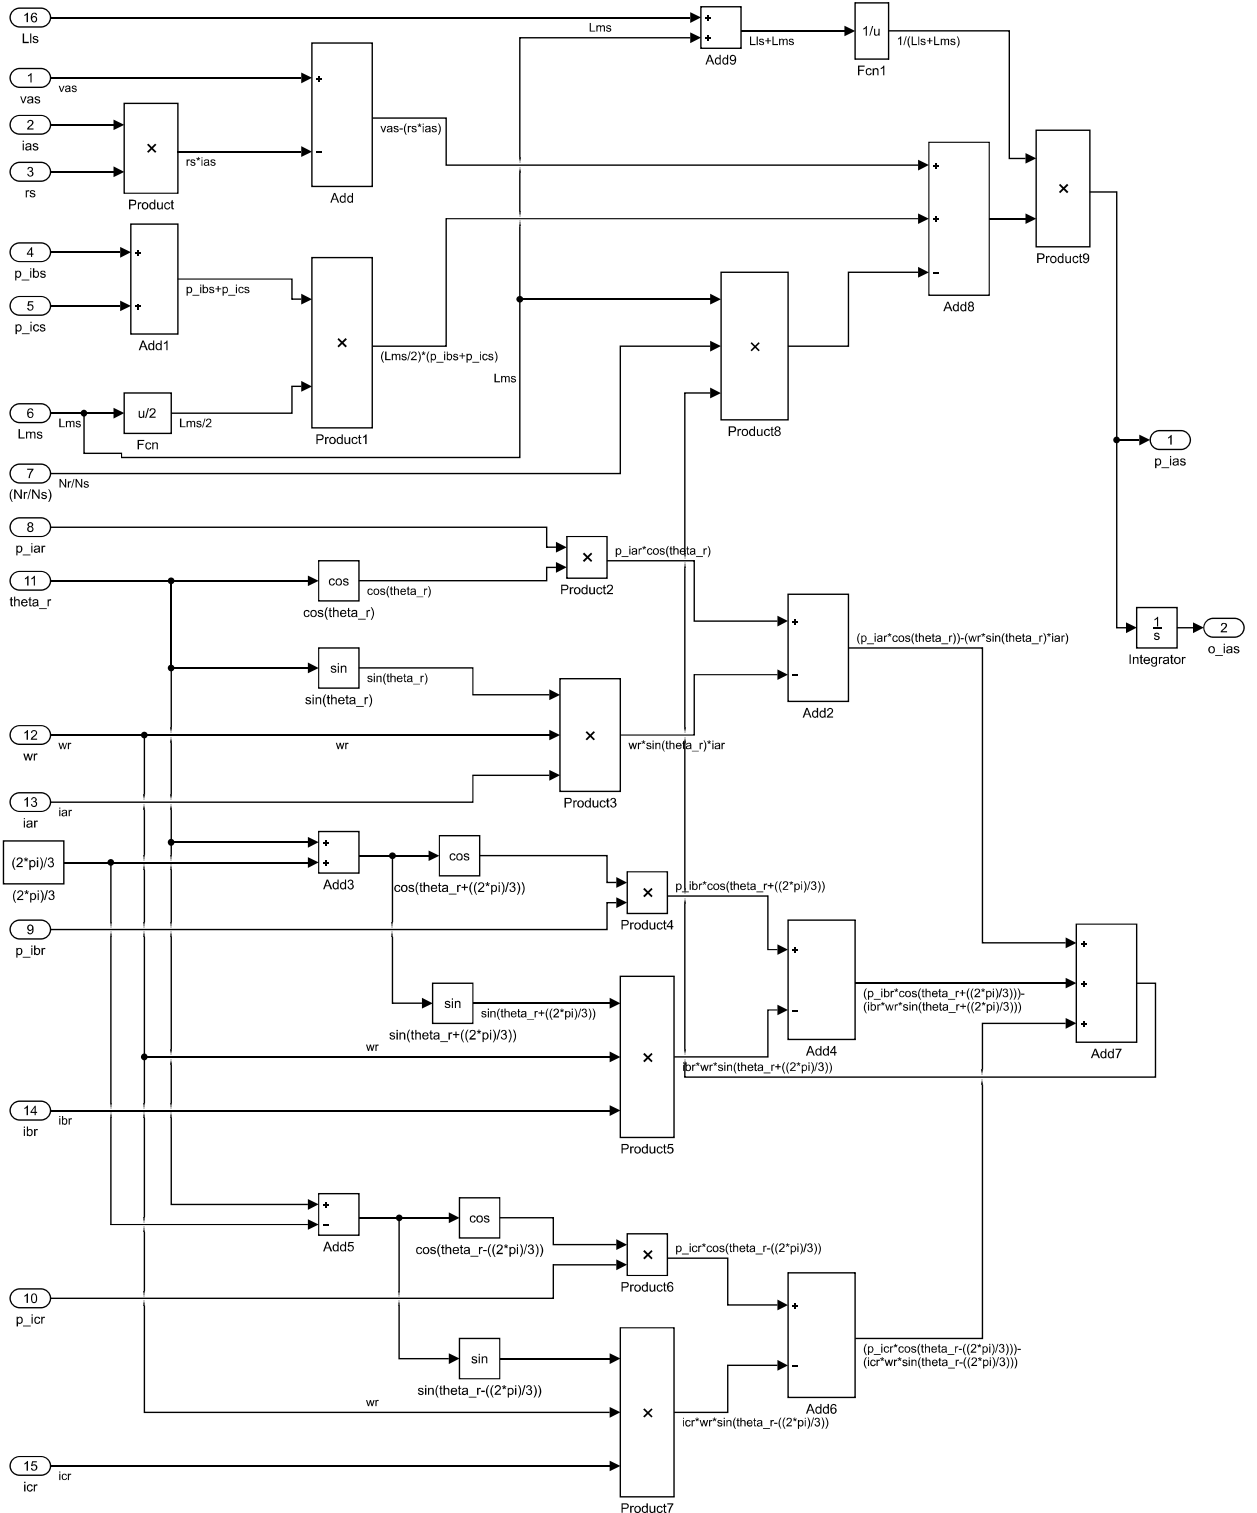 16
Lls
Lms
+
+
Add9
Lls+Lms
1/u
Fcn1
1/(Lls+Lms)
1
vas
vas
2
ias
3
rs
×
Product
rs*ias
+
−
Add
vas-(rs*ias)
4
p_ibs
5
p_ics
+
+
Add1
p_ibs+p_ics
×
Product1
(Lms/2)*(p_ibs+p_ics)
6
Lms
Lms
u/2
Fcn
Lms/2
Lms
7
(Nr/Ns)
Nr/Ns
×
Product8
+
+
−
Add8
×
Product9
1
p_ias
1
s
Integrator
2
o_ias
8
p_iar
11
theta_r
cos
cos(theta_r)
cos(theta_r)
×
Product2
p_iar*cos(theta_r)
sin
sin(theta_r)
sin(theta_r)
12
wr
wr
wr
13
iar
iar
×
Product3
wr*sin(theta_r)*iar
+
−
Add2
(p_iar*cos(theta_r))-(wr*sin(theta_r)*iar)
(2*pi)/3
(2*pi)/3
+
+
Add3
cos
cos(theta_r+((2*pi)/3))
9
p_ibr
×
Product4
p_ibr*cos(theta_r+((2*pi)/3))
sin
sin(theta_r+((2*pi)/3))
sin(theta_r+((2*pi)/3))
wr
14
ibr
ibr
×
Product5
ibr*wr*sin(theta_r+((2*pi)/3))
+
−
Add4
(p_ibr*cos(theta_r+((2*pi)/3)))-
(ibr*wr*sin(theta_r+((2*pi)/3)))
+
+
+
Add7
+
−
Add5
cos
cos(theta_r-((2*pi)/3))
10
p_icr
×
Product6
p_icr*cos(theta_r-((2*pi)/3))
sin
sin(theta_r-((2*pi)/3))
wr
15
icr
icr
×
Product7
icr*wr*sin(theta_r-((2*pi)/3))
+
−
Add6
(p_icr*cos(theta_r-((2*pi)/3)))-
(icr*wr*sin(theta_r-((2*pi)/3)))